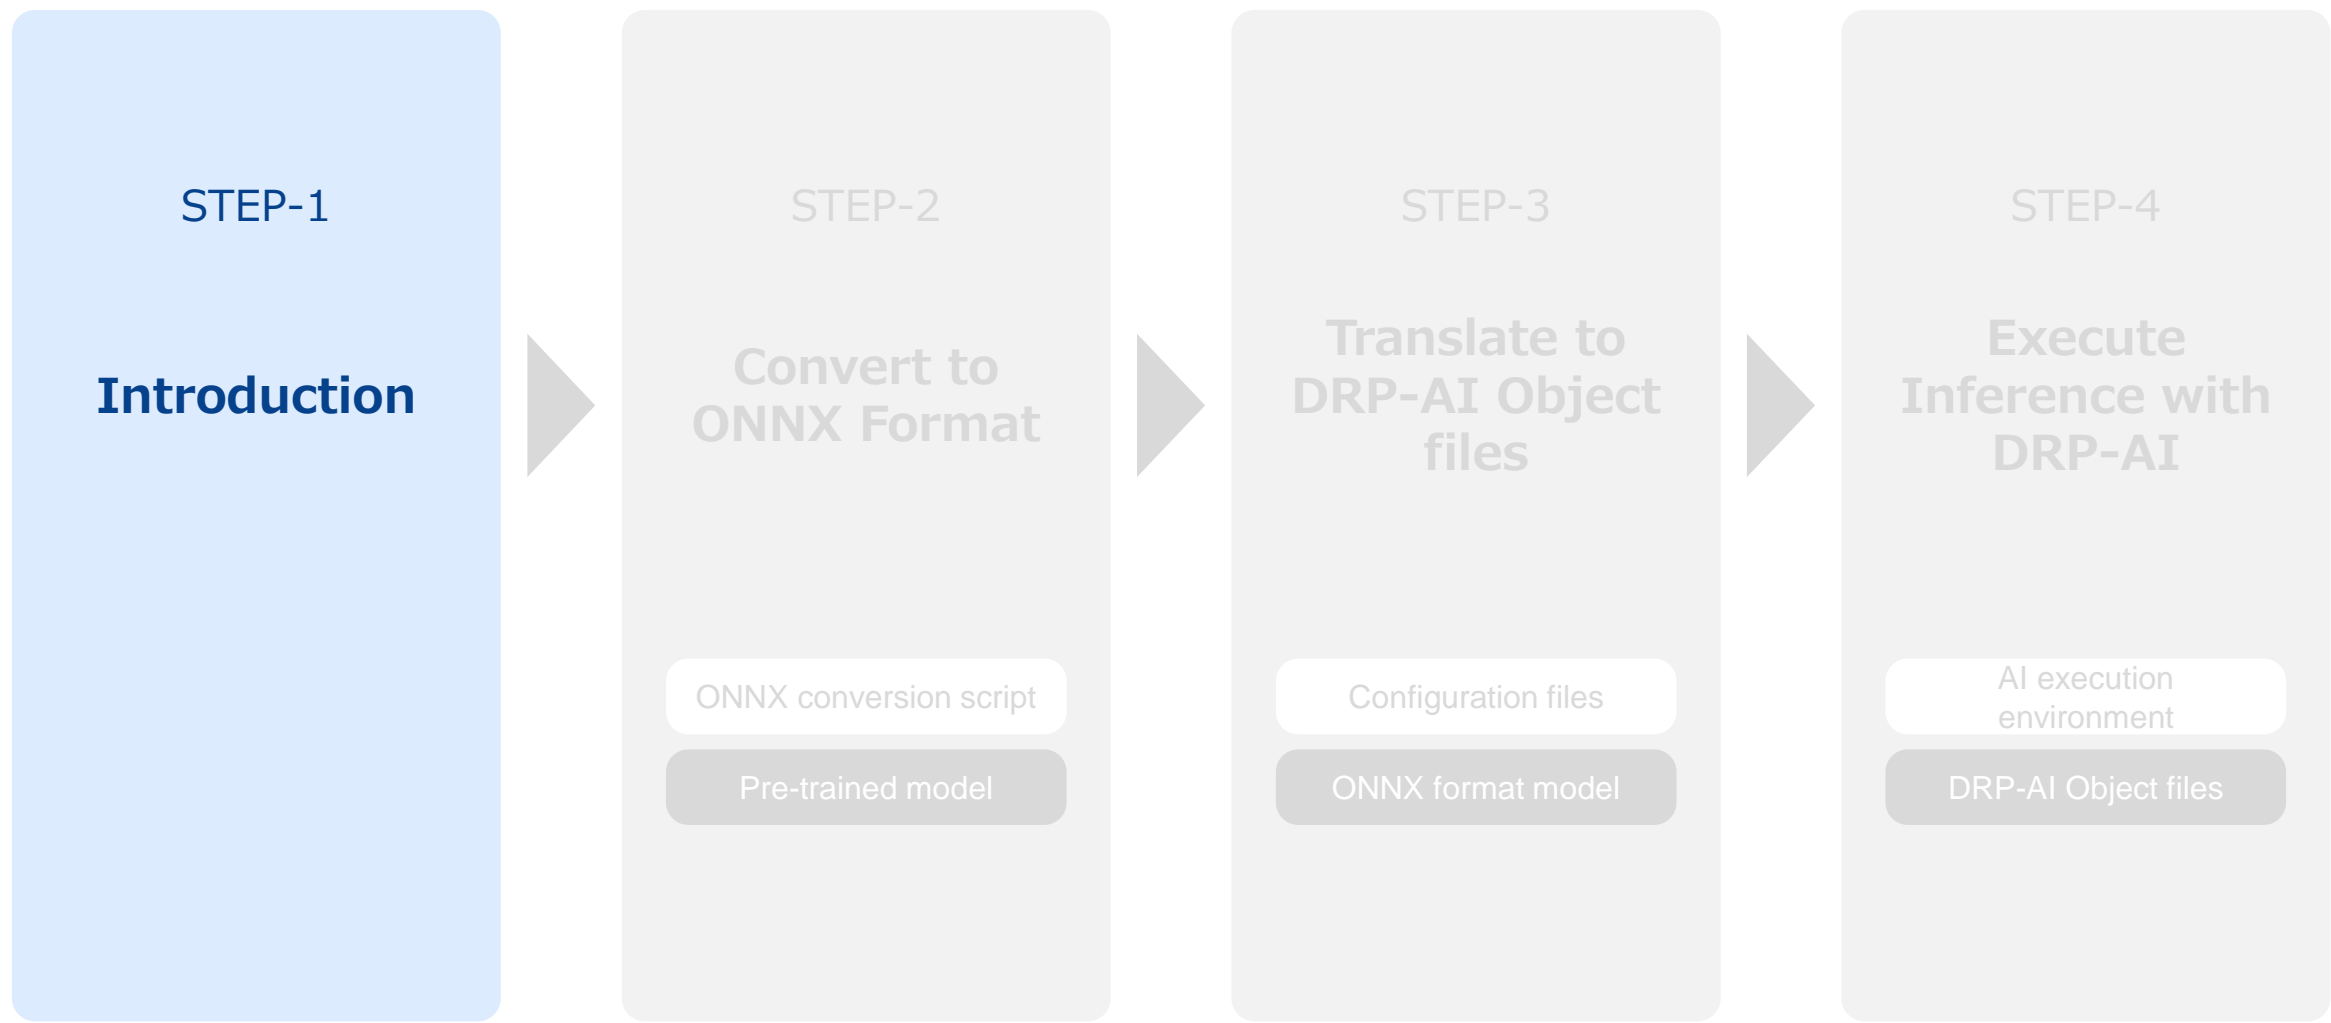 STEP-1
Introduction
STEP-2
Convert to
ONNX Format
ONNX conversion script
Pre-trained model
STEP-3
Translate to
DRP-AI Object
files
Configuration files
ONNX format model
STEP-4
Execute
Inference with
DRP-AI
AI execution
environment
DRP-AI Object files